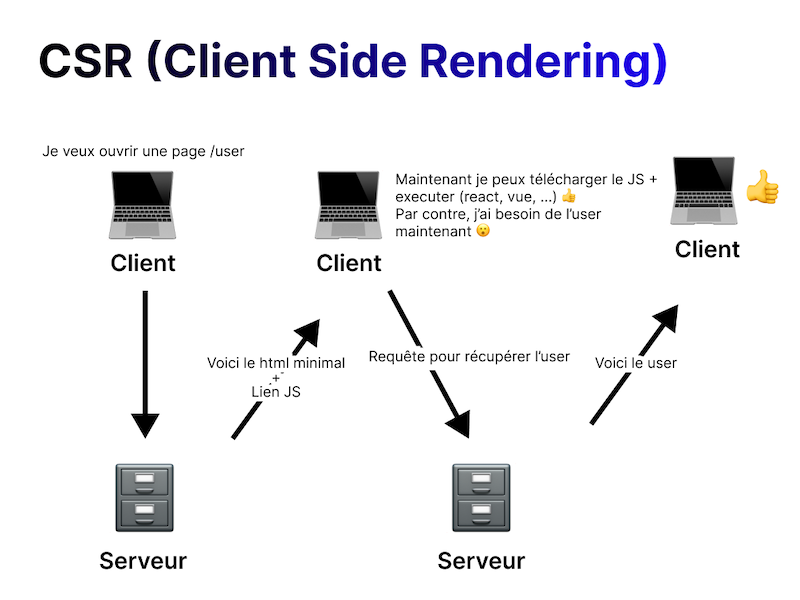 CSR (Client Side Rendering)
Je veux ouvrir une page /user
Client
Client
Maintenant je peux télécharger le JS +
executer (react, vue, ...) 👍
Par contre, j’ai besoin de l’user
maintenant 😮
Client
Voici le html minimal
+
Lien JS
Requête pour récupérer l’user
Voici le user
Serveur
Serveur